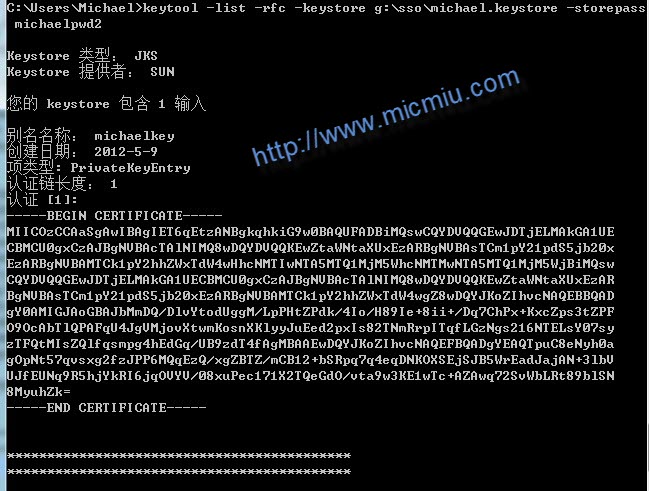 C:\Users\Michael>keytool -list -rfc -keystore g:\sso\michael.keystore -storepass
michaelpwd2
Keystore 类型： JKS
Keystore 提供者： SUN
您的 keystore 包含 1 输入
http://www.micmiu.com
别名名称： michaelkey
创建日期： 2012-5-9
项类型: PrivateKeyEntry
认证链长度： 1
认证 [1]:
-----BEGIN CERTIFICATE-----
MIICOzCCAaSgAwIBAgIET6qEtzANBgkqhkiG9w0BAQUFADBiMQswCQYDVQQGEwJDTjELMAkGA1UE
CBMCU0gxCzAJBgNVBAcTAlNIMQ8wDQYDVQQKEwZtaWNtaXUxEzARBgNVBAsTCm1pY21pdS5jb20x
EzARBgNVBAMTCk1pY2hhZWxTdW4wHhcNMTIwNTA5MTQ1MjM5WhcNMTMwNTA5MTQ1MjM5WjBiMQsw
CQYDVQQGEwJDTjELMAkGA1UECBMCU0gxCzAJBgNVBAcTAlNIMQ8wDQYDVQQKEwZtaWNtaXUxEzAR
BgNVBAsTCm1pY21pdS5jb20xEzARBgNVBAMTCk1pY2hhZWxTdW4wgZ8wDQYJKoZIhvcNAQEBBQAD
gY0AMIGJAoGBAJbMmDQ/DlvYtodUggM/LpPHtZPdk/4Io/H89Ie+8ii+/Dq7ChPx+KxcZps3tZPF
O9OcAbTlQPAFqU4JgVMjovXtwmKosnXKlyyJuEed2pxIs82TNmRrpITqfLGzNgs216NTELsY07sy
zTFQtMIsZQlfqsmpg4hEdGq/UB9zdT4fAgMBAAEwDQYJKoZIhvcNAQEFBQADgYEAQTpuC8eNyh0a
gOpNt57qvsxg2fzJPP6MQqEzQ/xgZBTZ/mCB12+bSRpq7q4eqDNKOXSEjSJB5WrEadJajAN+3lbV
UJfEUNq9R5hjYkRI6jqOVYV/08xuPec171X2TQeGdO/vta9w3KE1wTc+AZAwq72SvWbLRt89blSN
8MyuhZk=
-----END CERTIFICATE-----
*******************************************
*******************************************